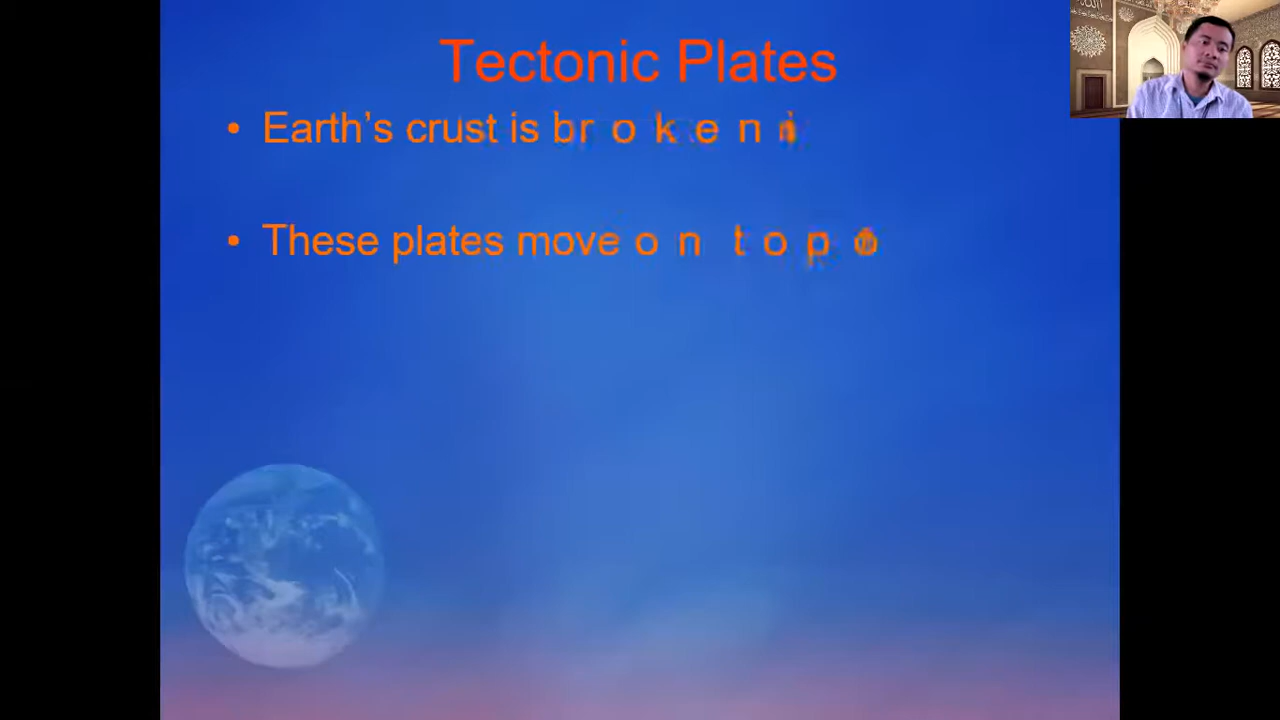 Tectonic Plates
• Earth's crust is broken
• These plates move on top